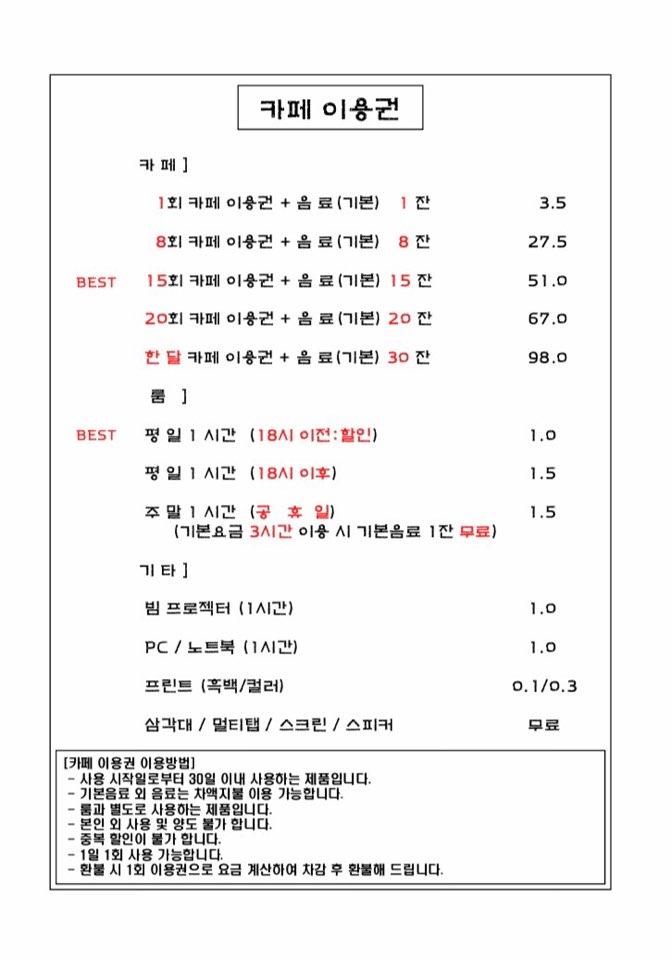 카페 이용권
카 페 ]
1회 카페 이용권 + 음 료(기본) 1 잔 3.5
8회 카페 이용권 + 음 료(기본) 8 잔 27.5
BEST 15회 카페 이용권 + 음 료(기본) 15 잔 51.0
20회 카페 이용권 + 음 료(기본) 20 잔 67.0
한 달 카페 이용권 + 음 료(기본) 30 잔 98.0
룸 ]
BEST 평 일 1 시간 (18시 이전:할인) 1.0
평 일 1 시간 (18시 이후) 1.5
주 말 1 시간 (공 휴 일) 1.5
(기본요금 3시간 이용 시 기본음료 1잔 무료)
기 타 ]
빔 프로젝터 (1시간) 1.0
PC / 노트북 (1시간) 1.0
프린트 (흑백/컬러) 0.1/0.3
삼각대 / 멀티탭 / 스크린 / 스피커 무료
[카페 이용권 이용방법]
- 사용 시작일로부터 30일 이내 사용하는 제품입니다.
- 기본음료 외 음료는 차액지불 이용 가능합니다.
- 룸과 별도로 사용하는 제품입니다.
- 본인 외 사용 및 양도 불가 합니다.
- 중복 할인이 불가 합니다.
- 1일 1회 사용 가능합니다.
- 환불 시 1회 이용권으로 요금 계산하여 차감 후 환불해 드립니다.